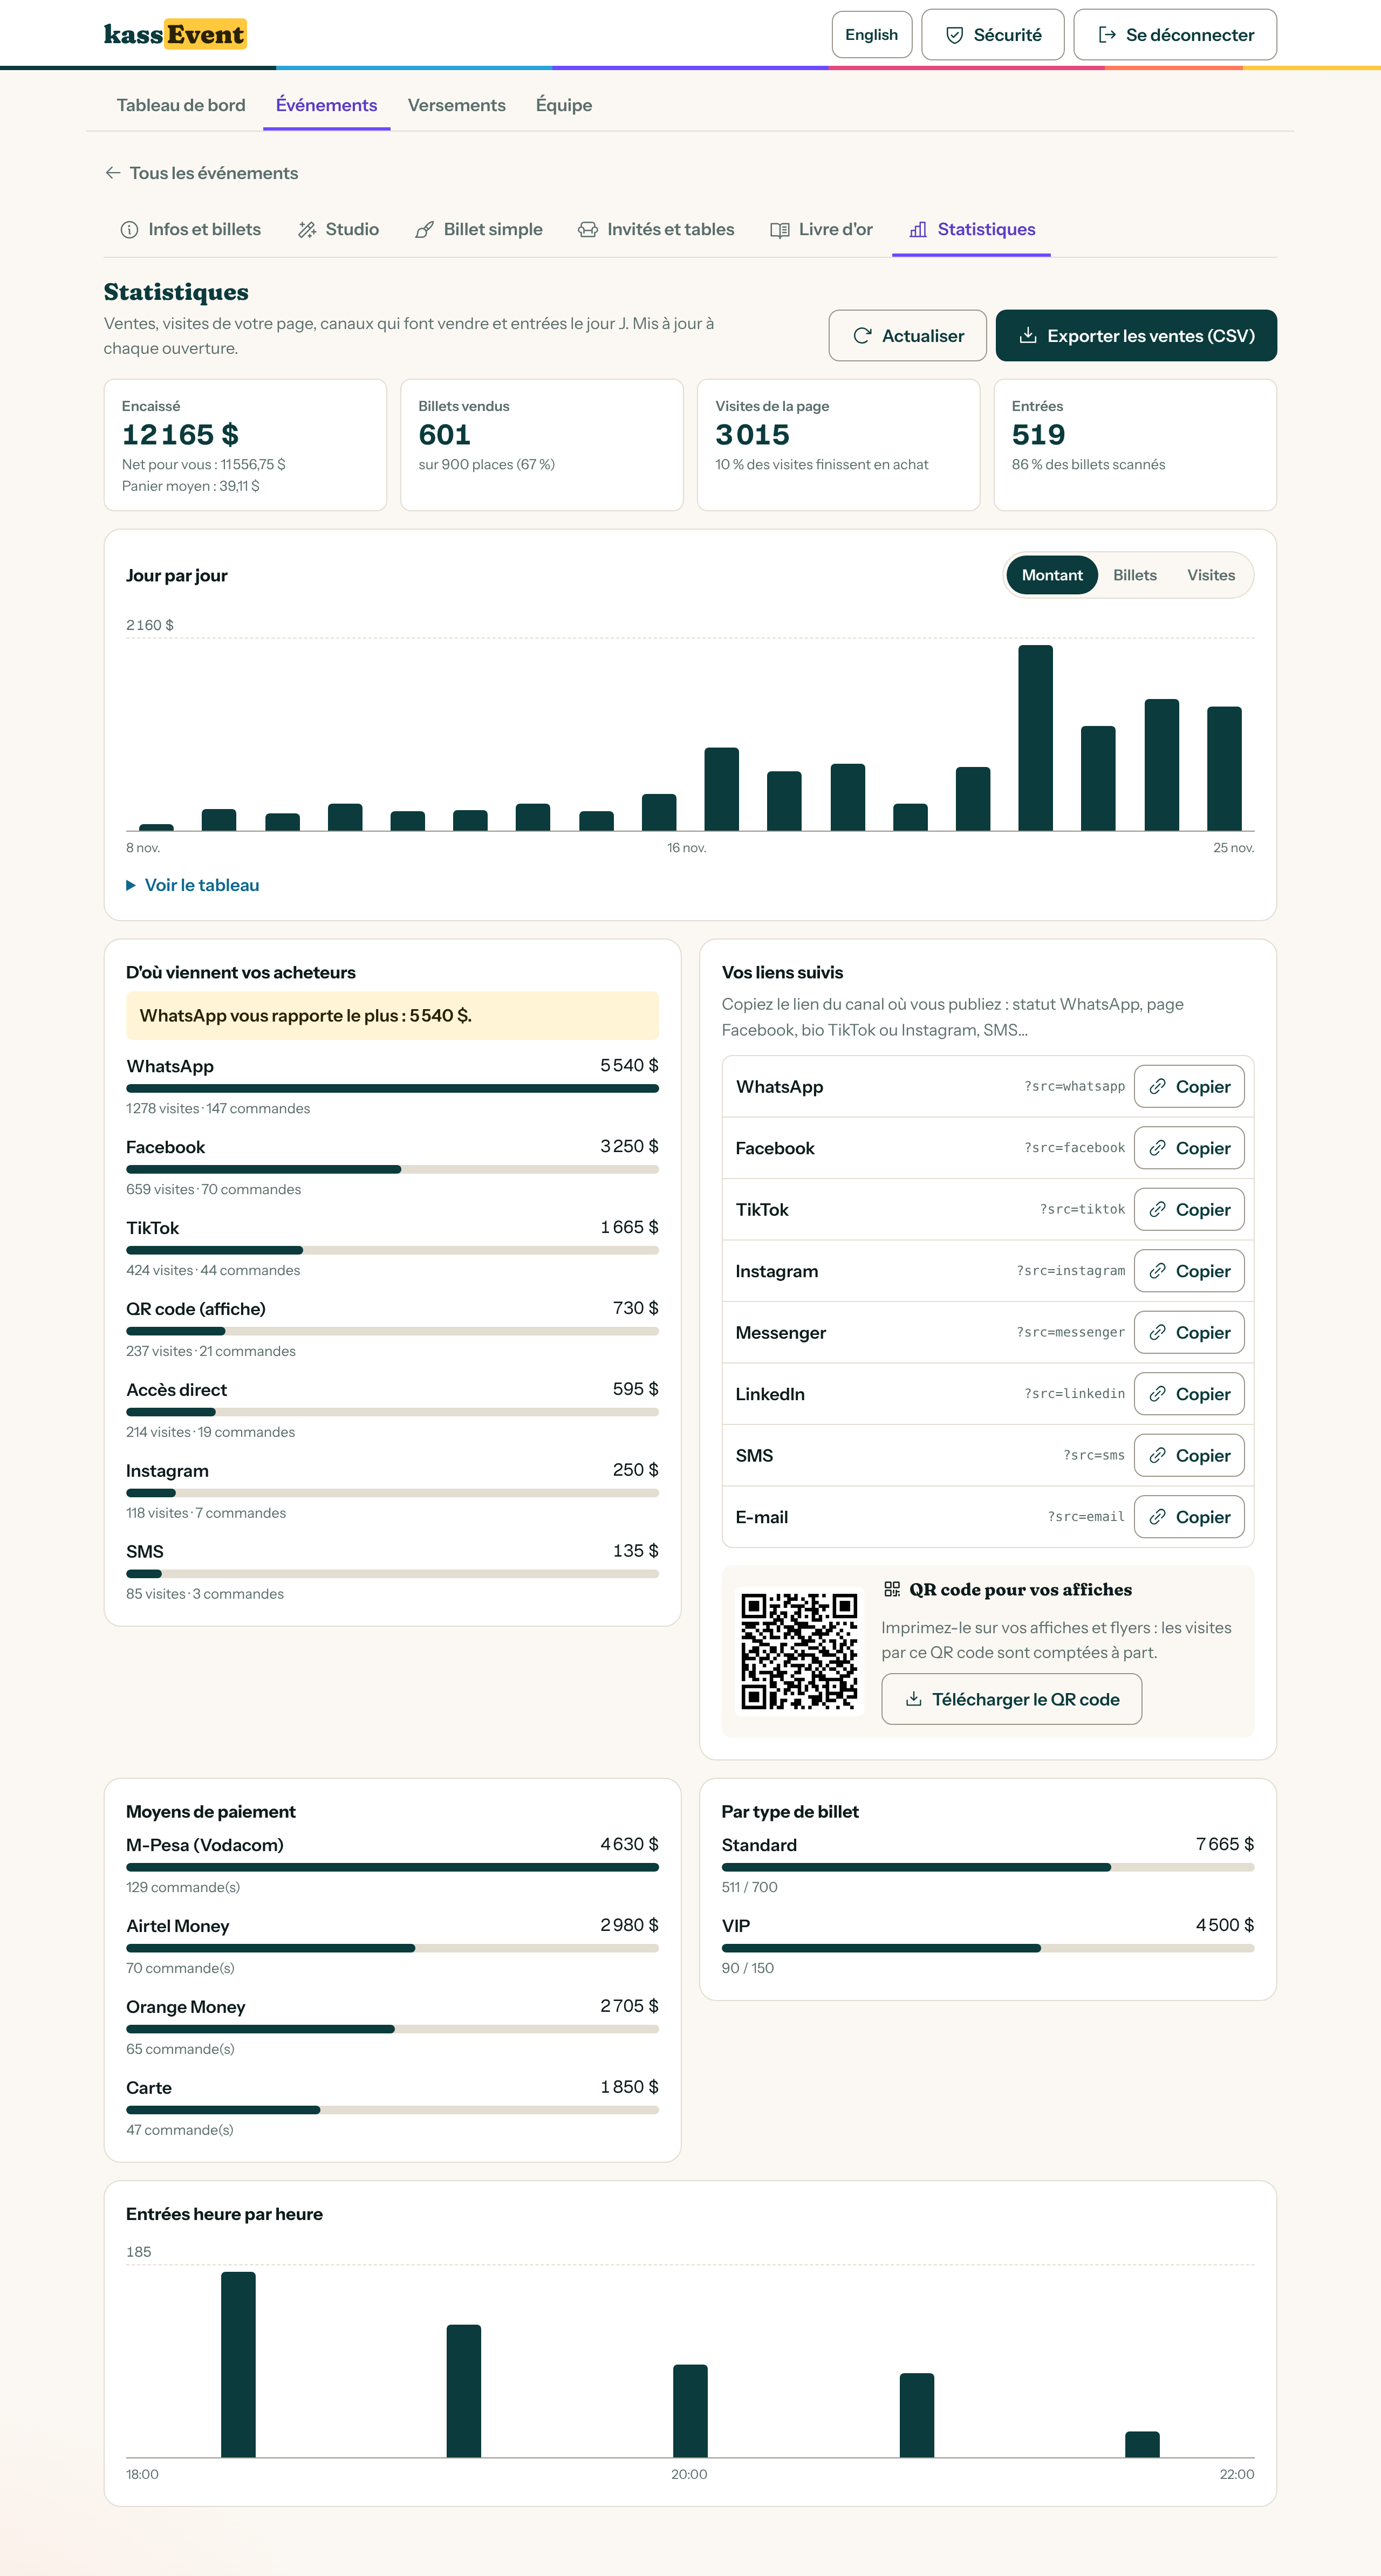 kassEvent
English
Sécurité
Se déconnecter
Tableau de bord
Événements
Versements
Équipe
Tous les événements
Infos et billets
Studio
Billet simple
Invités et tables
Livre d'or
Statistiques
Statistiques
Ventes, visites de votre page, canaux qui font vendre et entrées le jour J. Mis à jour à
chaque ouverture.
Actualiser
Exporter les ventes (CSV)
Encaissé
12 165 $
Net pour vous : 11 556,75 $
Panier moyen : 39,11 $
Billets vendus
601
sur 900 places (67 %)
Visites de la page
3 015
10 % des visites finissent en achat
Entrées
519
86 % des billets scannés
Jour par jour
Montant
Billets
Visites
2 160 $
8 nov.
16 nov.
25 nov.
Voir le tableau
D'où viennent vos acheteurs
WhatsApp vous rapporte le plus : 5 540 $.
WhatsApp
5 540 $
1 278 visites · 147 commandes
Facebook
3 250 $
659 visites · 70 commandes
TikTok
1 665 $
424 visites · 44 commandes
QR code (affiche)
730 $
237 visites · 21 commandes
Accès direct
595 $
214 visites · 19 commandes
Instagram
250 $
118 visites · 7 commandes
SMS
135 $
85 visites · 3 commandes
Vos liens suivis
Copiez le lien du canal où vous publiez : statut WhatsApp, page
Facebook, bio TikTok ou Instagram, SMS…
WhatsApp
?src=whatsapp
Copier
Facebook
?src=facebook
Copier
TikTok
?src=tiktok
Copier
Instagram
?src=instagram
Copier
Messenger
?src=messenger
Copier
LinkedIn
?src=linkedin
Copier
SMS
?src=sms
Copier
E-mail
?src=email
Copier
QR code pour vos affiches
Imprimez-le sur vos affiches et flyers : les visites
par ce QR code sont comptées à part.
Télécharger le QR code
Moyens de paiement
M-Pesa (Vodacom)
4 630 $
129 commande(s)
Airtel Money
2 980 $
70 commande(s)
Orange Money
2 705 $
65 commande(s)
Carte
1 850 $
47 commande(s)
Par type de billet
Standard
7 665 $
511 / 700
VIP
4 500 $
90 / 150
Entrées heure par heure
185
18:00
20:00
22:00